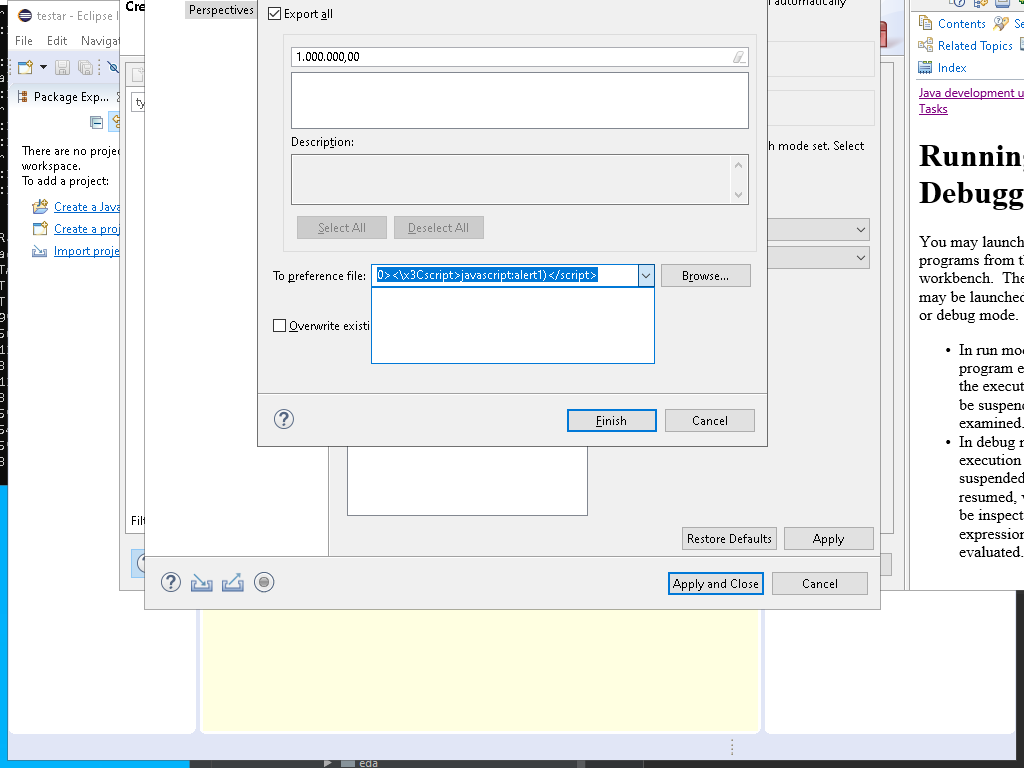 testar - Eclipse I
File Edit Navigat
Package Exp...
There are no projec
workspace.
To add a project:
Create a Java
Create a proj
Import proje
Cre
ty
Filt
Perspectives
Export all
1.000.000,00
Description:
Select All Deselect All
To preference file: 0><\x3Cscript>javascript:alert1)</script> Browse...
Overwrite existi
Finish Cancel
automatically
h mode set. Select
Restore Defaults Apply
Apply and Close Cancel
Contents Se
Related Topics
Index
Java development u
Tasks
Running
Debugg
You may launch
programs from th
workbench. The
may be launched
or debug mode.
• In run mod
program e
the execut
be suspend
examined.
• In debug m
execution
suspended
resumed, v
be inspect
expression
evaluated.
eda